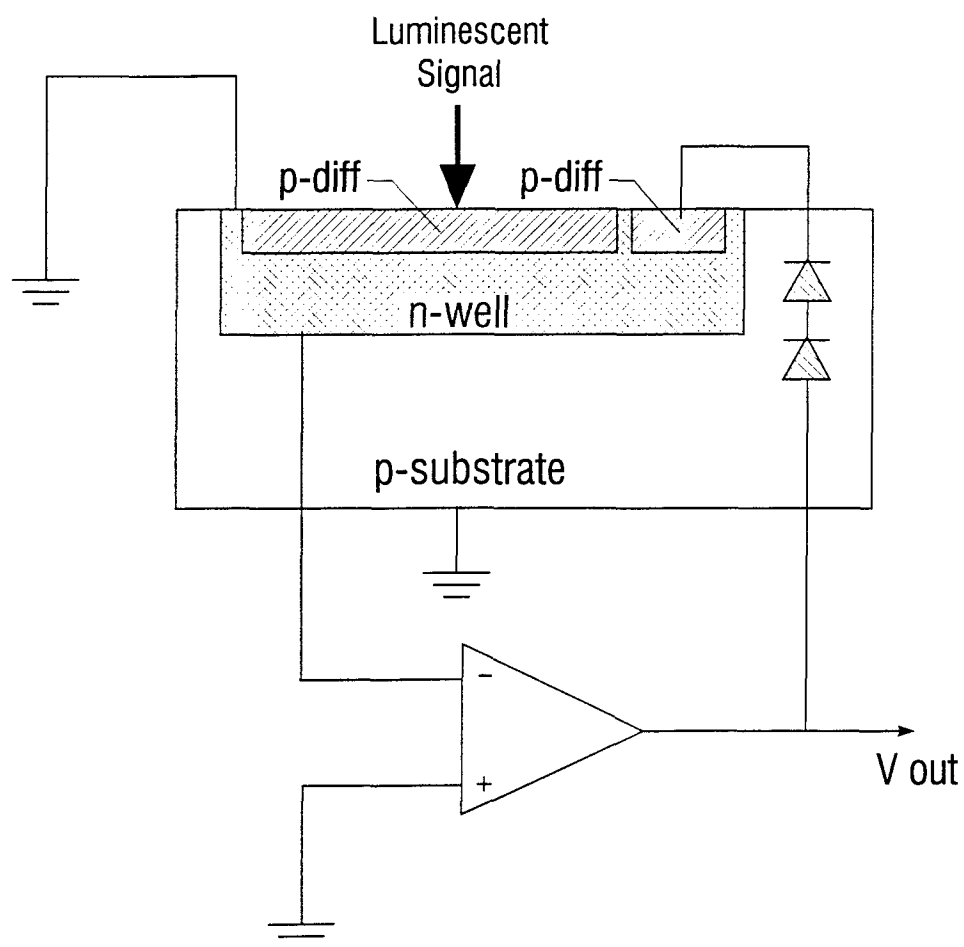 Luminescent
Signal
p-diff
p-diff
n-well
p-substrate
-
+
V out